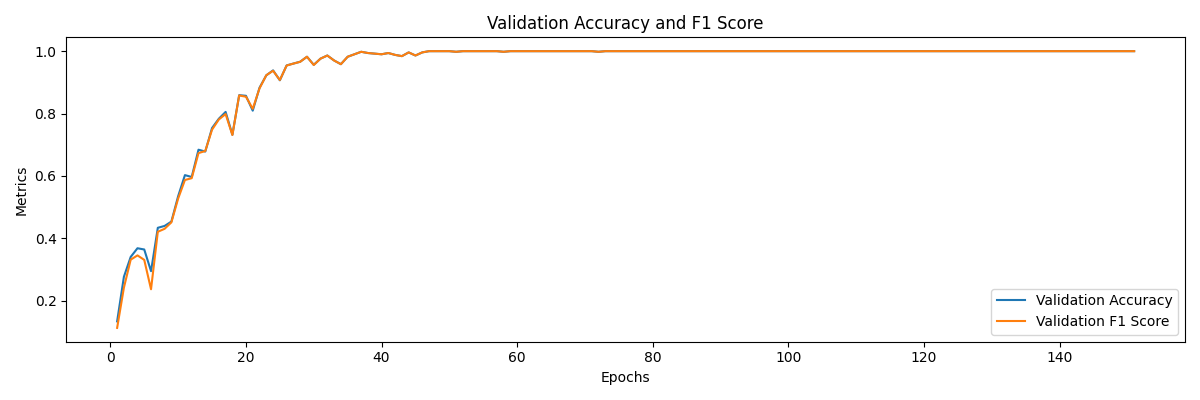 Validation Accuracy and F1 Score
1.0
0.8
0.6
0.4
0.2
Metrics
Validation Accuracy
Validation F1 Score
0 20 40 60 80 100 120 140
Epochs